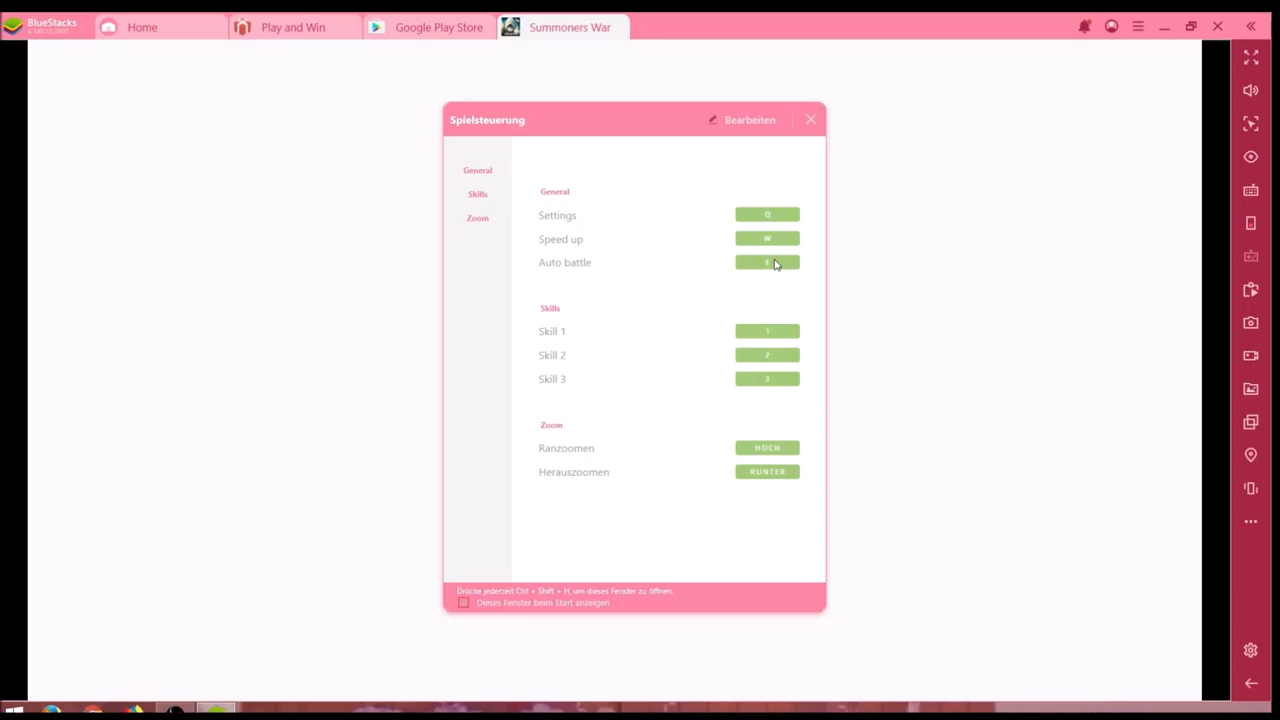 BlueStacks
Home
Play and Win
Google Play Store
Summoners War
Spielsteuerung
Bearbeiten
General
Skills
Zoom
General
Settings Q
Speed up W
Auto battle E
Skills
Skill 1 1
Skill 2 2
Skill 3 3
Zoom
Ranzoomen HOCH
Herauszoomen RUNTER
Drücke jederzeit Ctrl + Shift + H, um dieses Fenster zu öffnen.
Dieses Fenster beim Start anzeigen